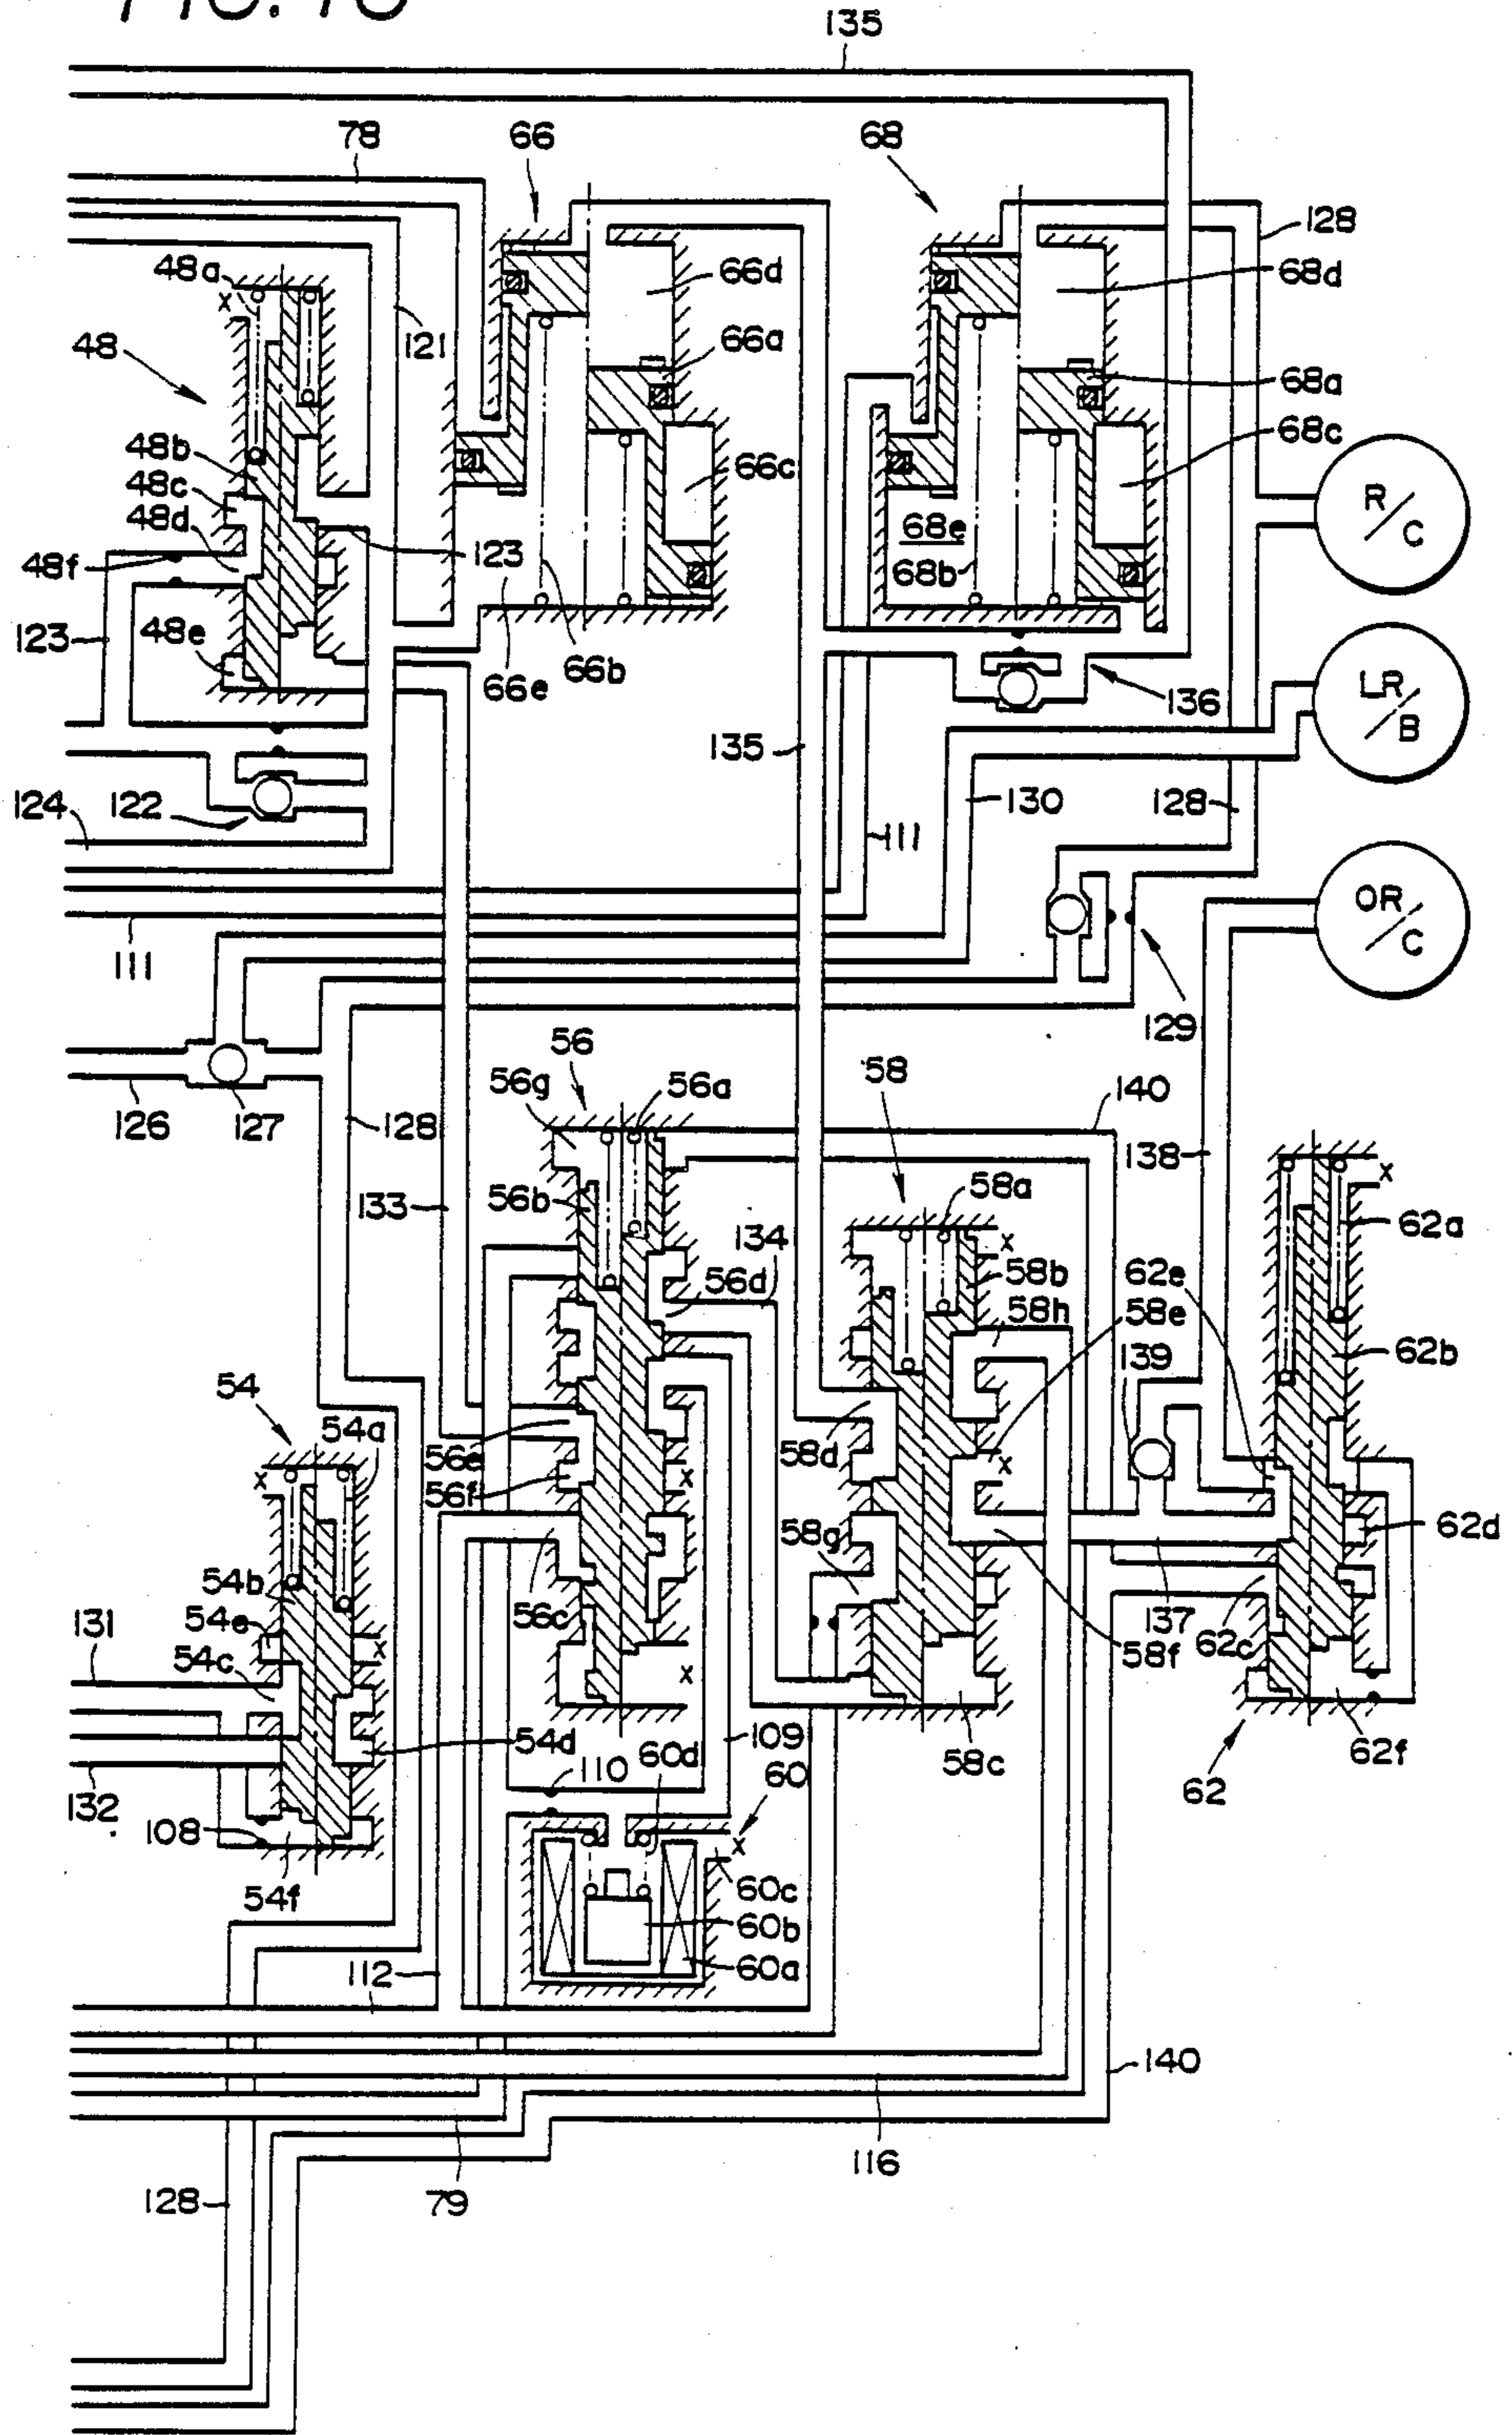 FIG. 1C
135
78
66
68
128
48a
66d
68d
x
48
121
66a
68a
48b
66c
68c
48c
R/C
48d
68e
48f
123
68b
123
48e
66e
66b
LR/B
136
135
124
122
130
128
111
OR/C
111
129
56
58
56g
56a
140
126
127
128
138
x
133
56b
58a
62a
134
x
56d
58b
62e
58h
58e
139
62b
54
54a
56e
58d
x
x
56f
x
58g
62d
54b
56c
131
54e
x
137
62c
54c
58f
x
54d
109
58c
62f
110
60d
60
62
132
108
x
60c
54f
60b
112
60a
140
116
128
79